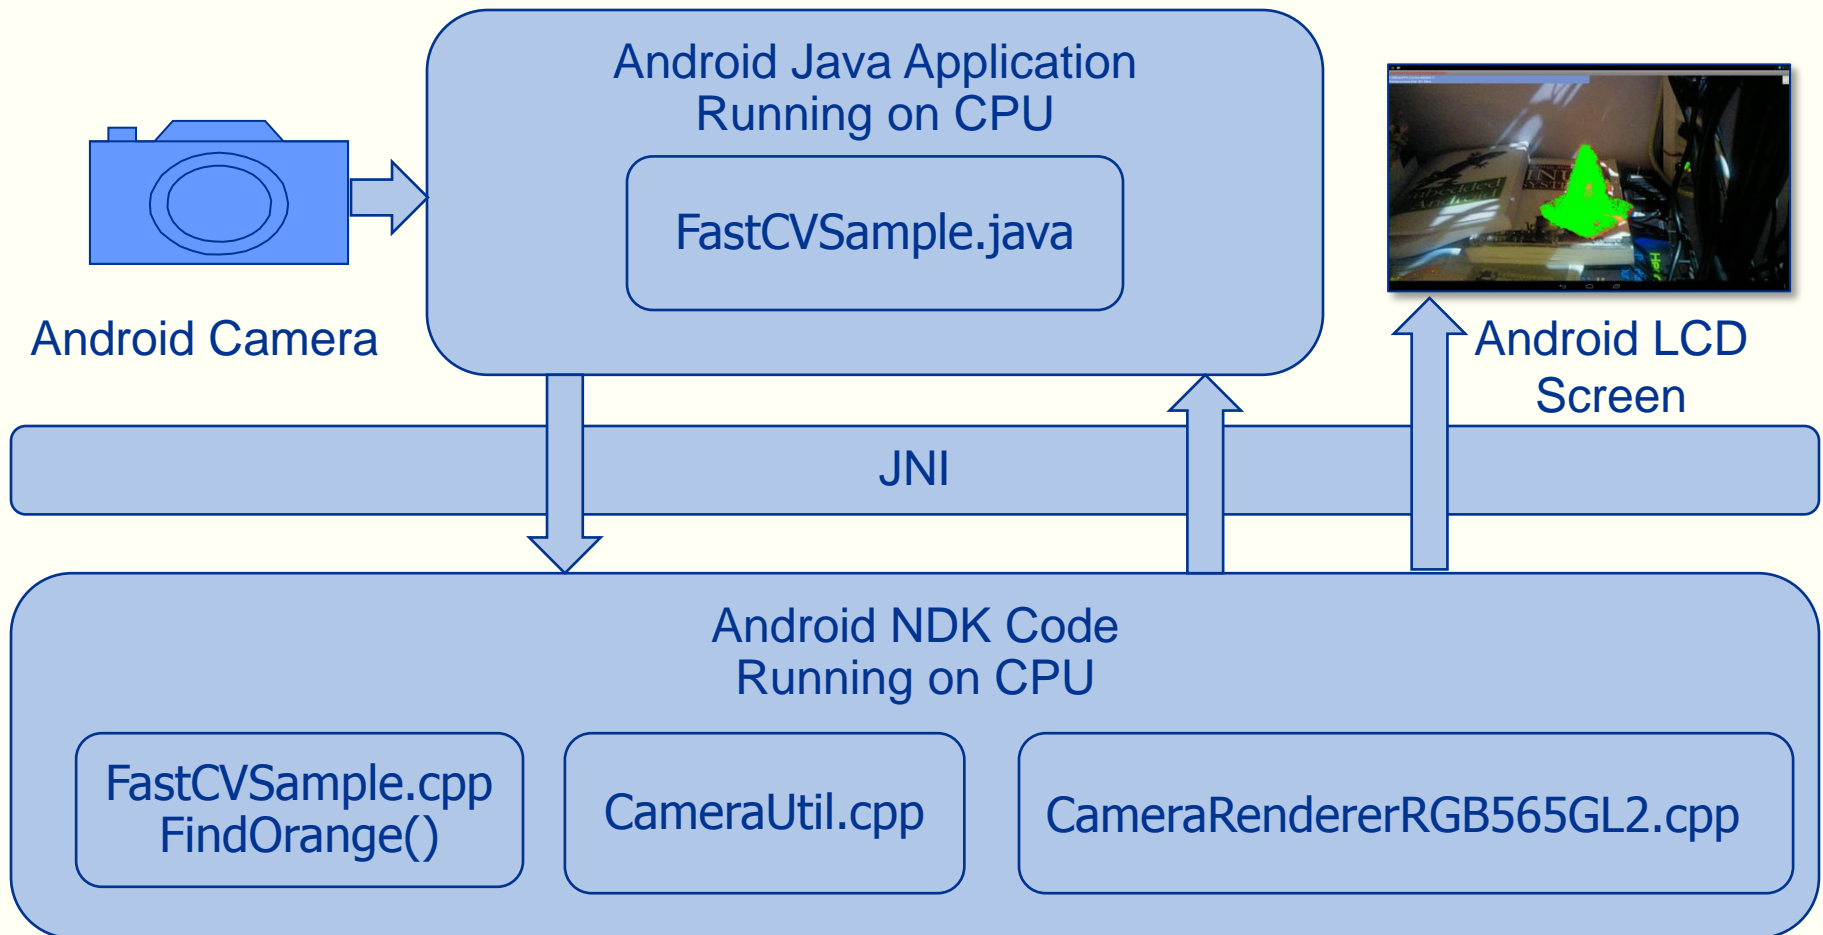 Android Java Application
Running on CPU
FastCVSample.java
Android Camera
Android LCD
Screen
JNI
Android NDK Code
Running on CPU
FastCVSample.cpp
FindOrange()
CameraUtil.cpp
CameraRendererRGB565GL2.cpp